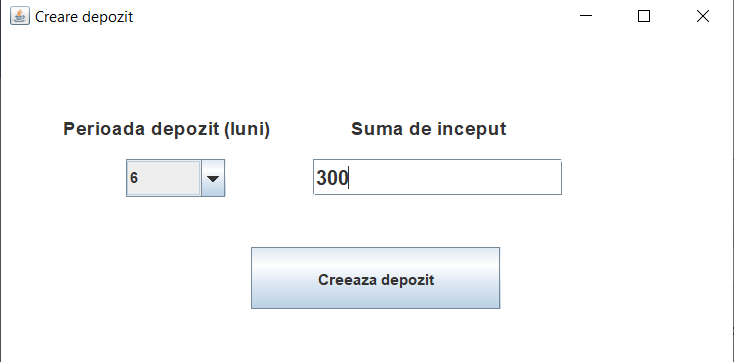 Creare depozit
Perioada depozit (luni)
Suma de inceput
6
300
Creeaza depozit